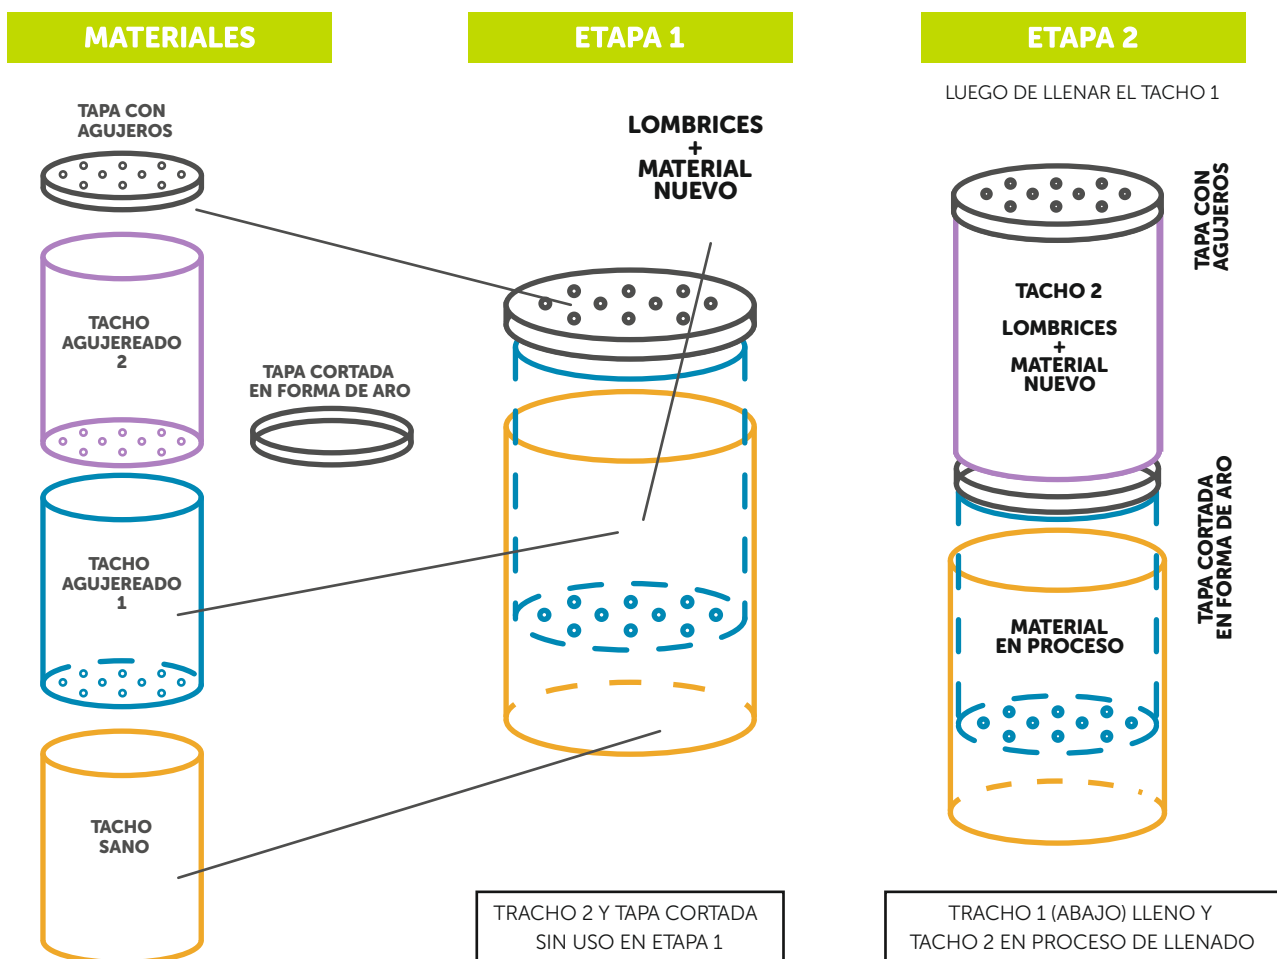 MATERIALES
TAPA CON
AGUJEROS
TACHO
AGUJEREADO
2
TAPA CORTADA
EN FORMA DE ARO
TACHO
AGUJEREADO
1
TACHO
SANO
ETAPA 1
LOMBRICES
+
MATERIAL
NUEVO
TRACHO 2 Y TAPA CORTADA
SIN USO EN ETAPA 1
ETAPA 2
LUEGO DE LLENAR EL TACHO 1
TAPA CON
AGUJEROS
TACHO 2
LOMBRICES
+
MATERIAL
NUEVO
TAPA CORTADA
EN FORMA DE ARO
MATERIAL
EN PROCESO
TRACHO 1 (ABAJO) LLENO Y
TACHO 2 EN PROCESO DE LLENADO